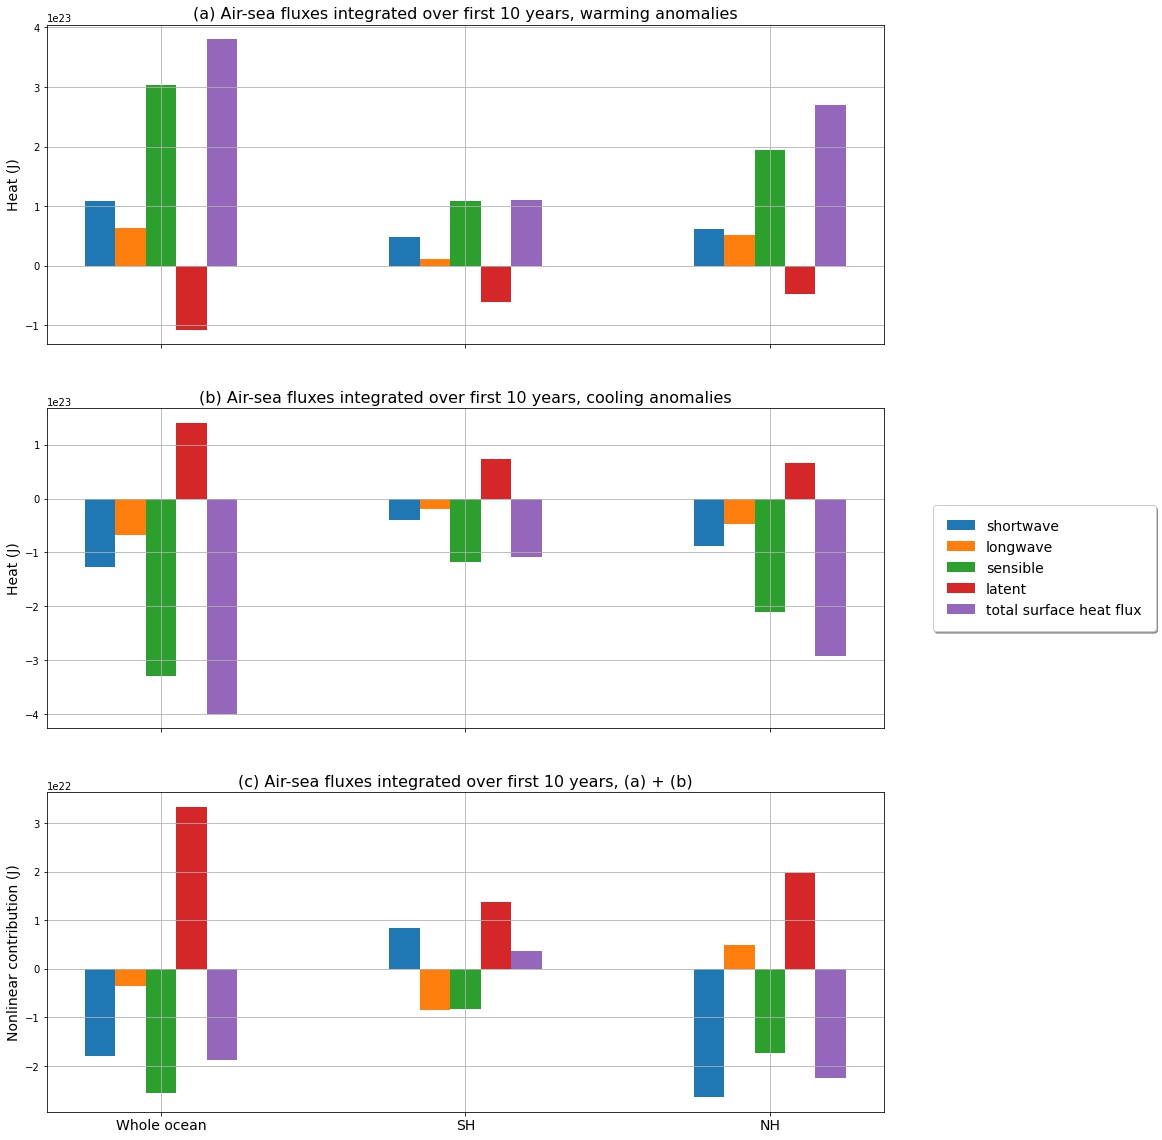 (a) Air-sea fluxes integrated over first 10 years, warming anomalies
1e23
4
3
2
1
0
−1
Heat (J)
(b) Air-sea fluxes integrated over first 10 years, cooling anomalies
1e23
1
0
−1
−2
−3
−4
Heat (J)
shortwave
longwave
sensible
latent
total surface heat flux
(c) Air-sea fluxes integrated over first 10 years, (a) + (b)
1e22
3
2
1
0
−1
−2
Nonlinear contribution (J)
Whole ocean SH NH